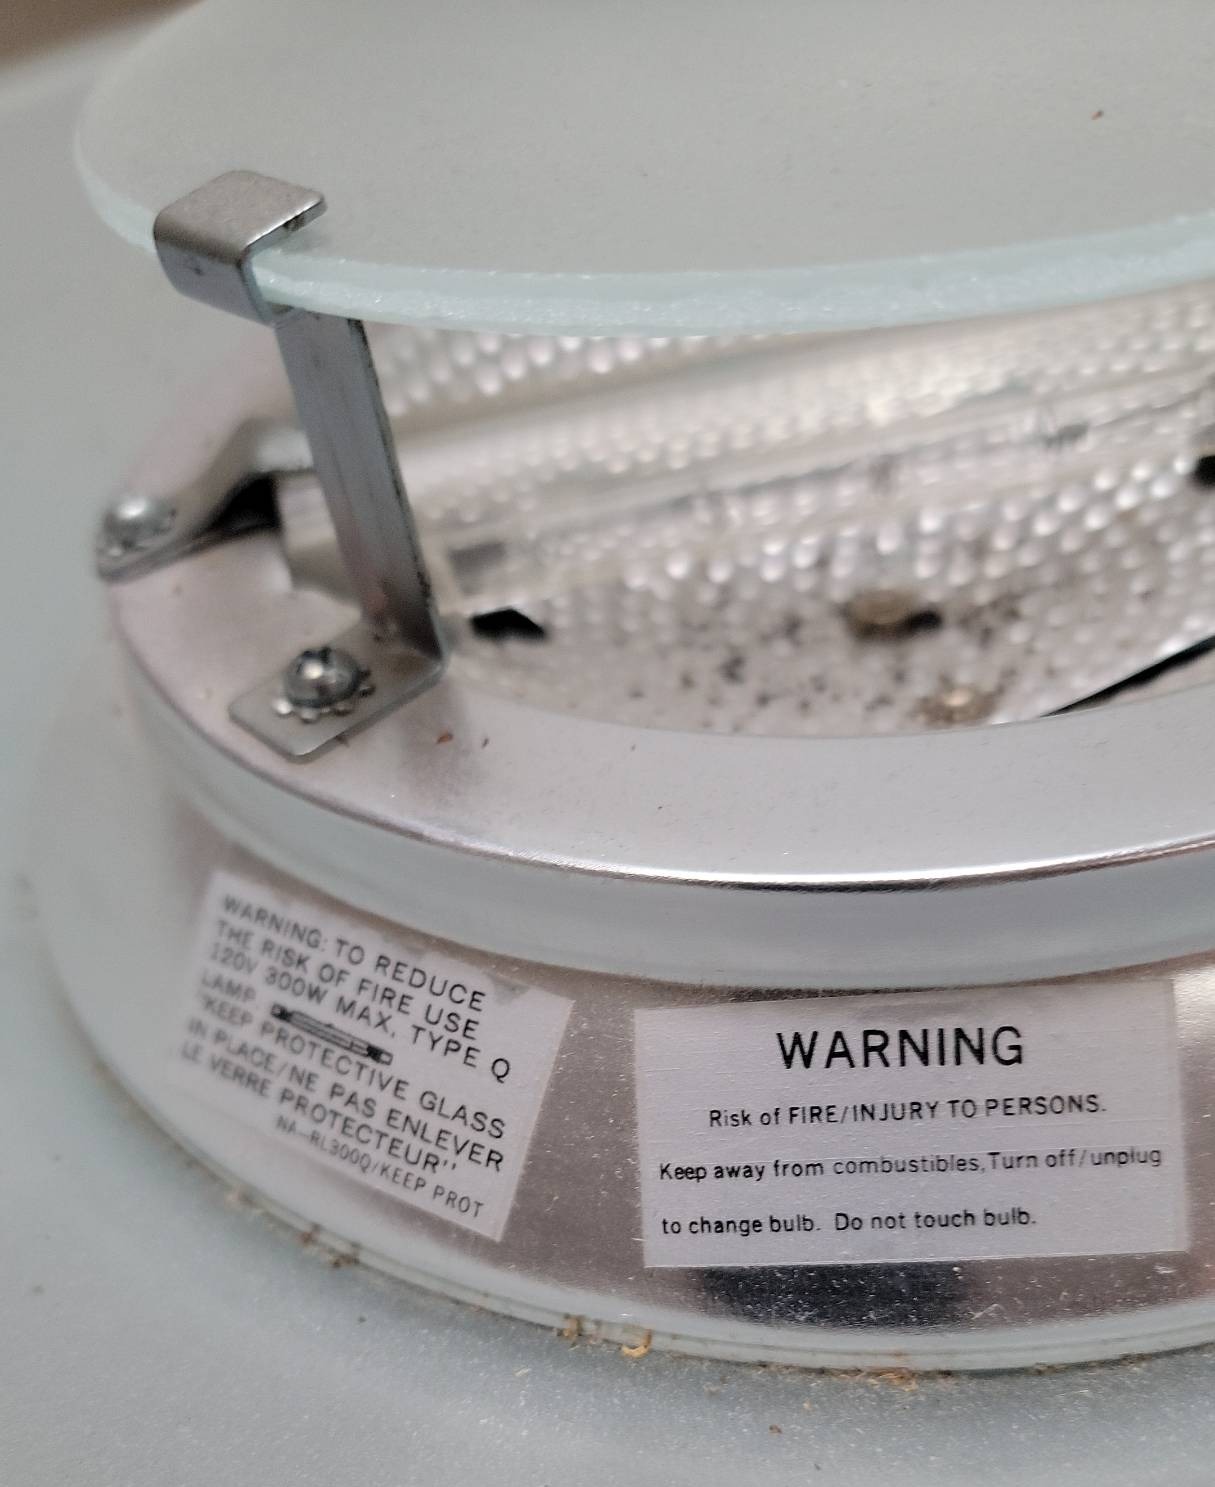 WARNING: TO REDUCE
THE RISK OF FIRE USE
120V 300W MAX. TYPE Q
LAMP
"KEEP PROTECTIVE GLASS
IN PLACE/NE PAS ENLEVER
LE VERRE PROTECTEUR"
NA-RL300Q/KEEP PROT
WARNING
Risk of FIRE/INJURY TO PERSONS.
Keep away from combustibles,Turn off/unplug
to change bulb. Do not touch bulb.